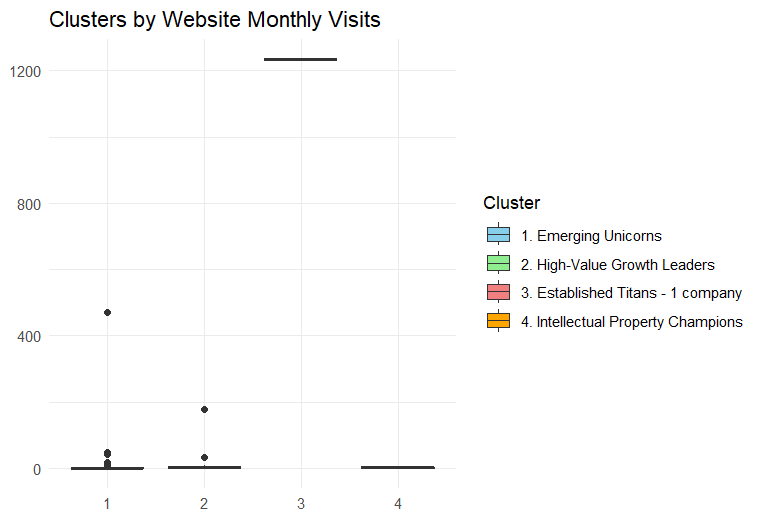 Clusters by Website Monthly Visits
1200
800
400
0
1 2 3 4
Cluster
1. Emerging Unicorns
2. High-Value Growth Leaders
3. Established Titans - 1 company
4. Intellectual Property Champions